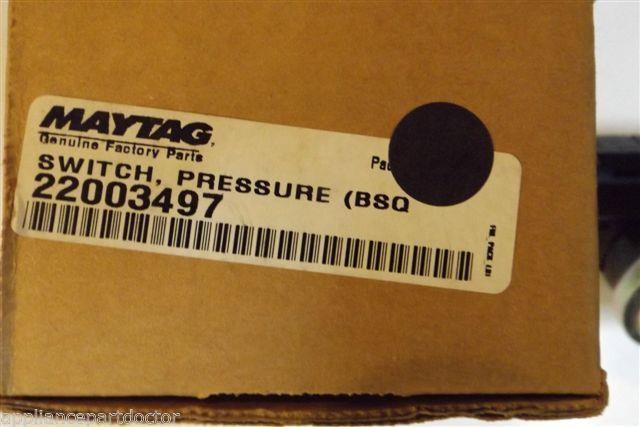 MAYTAG
Genuine Factory Parts
SWITCH, PRESSURE (BSQ
22003497
appliancepartdoctor